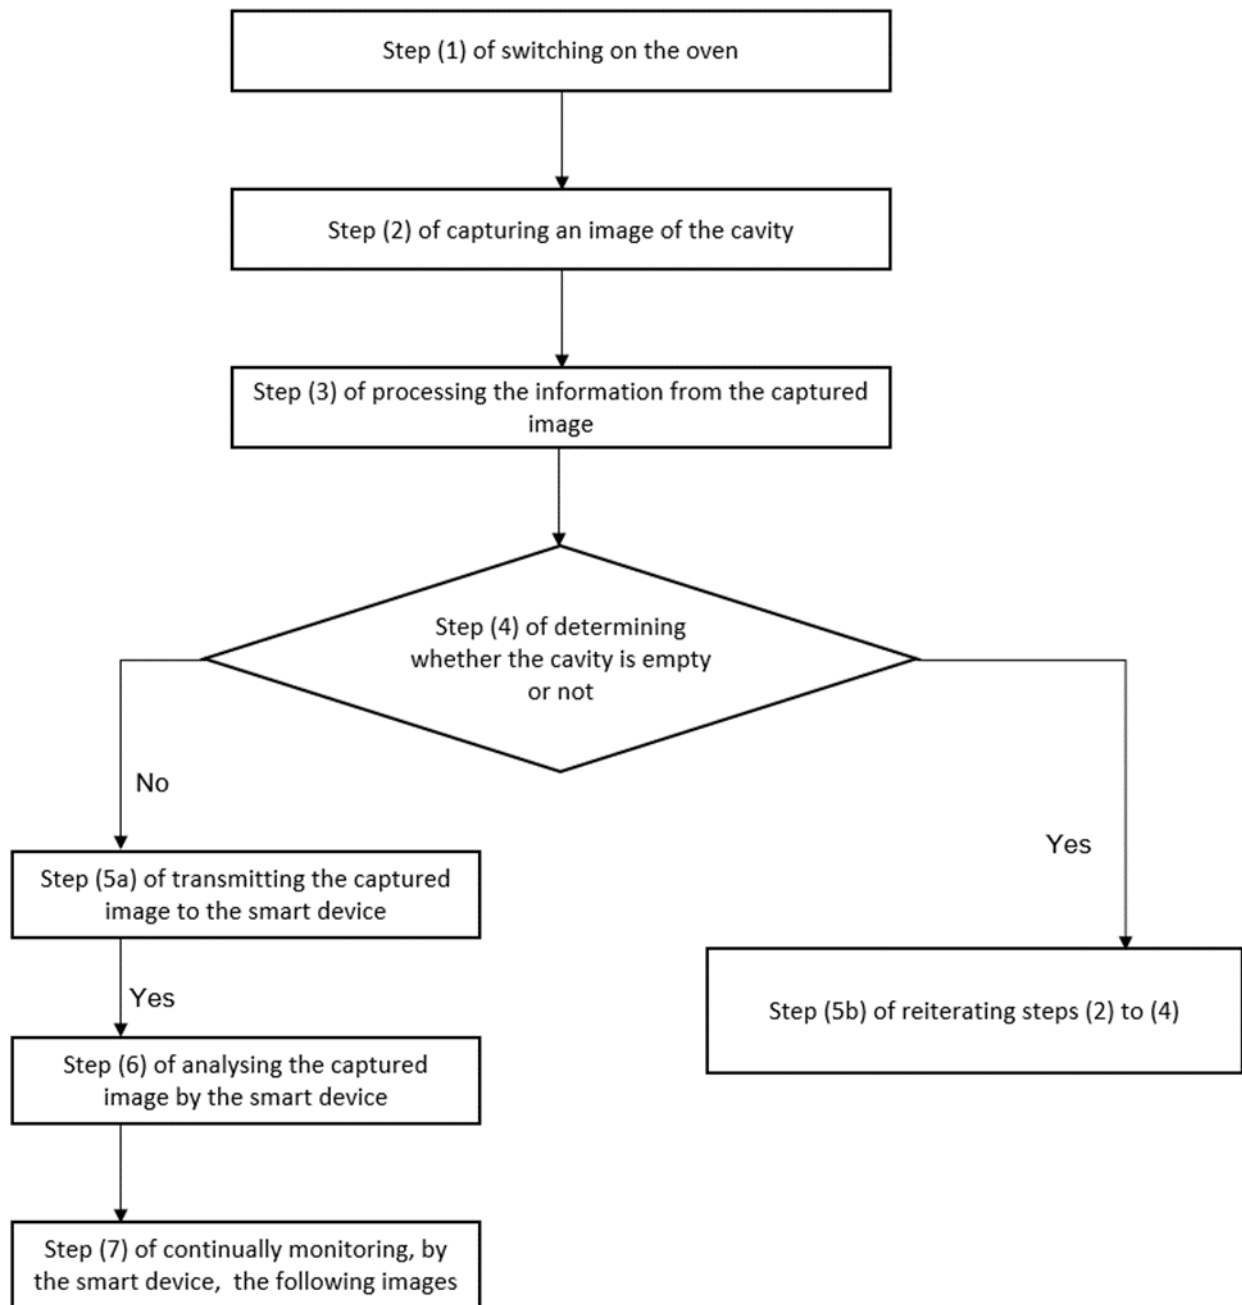 Step (1) of switching on the oven
Step (2) of capturing an image of the cavity
Step (3) of processing the information from the captured
image
Step (4) of determining
whether the cavity is empty
or not
No
Yes
Step (5a) of transmitting the captured
image to the smart device
Step (5b) of reiterating steps (2) to (4)
Yes
Step (6) of analysing the captured
image by the smart device
Step (7) of continually monitoring, by
the smart device,  the following images